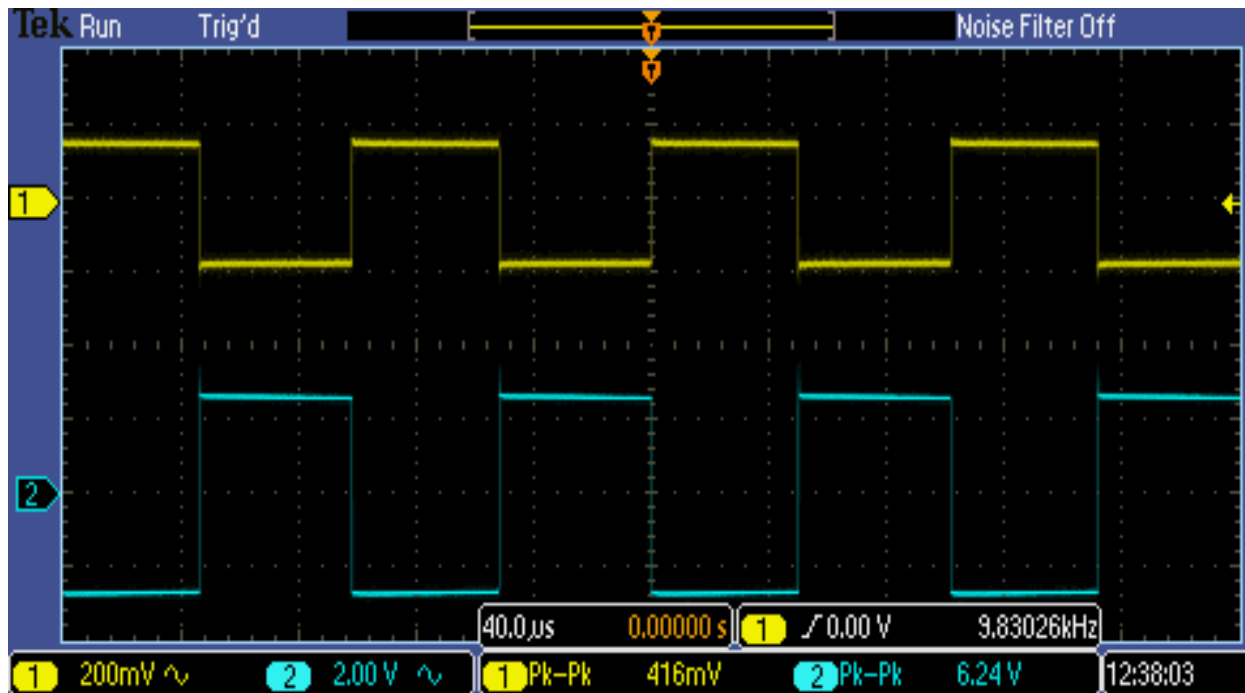 Tek Run Trig'd Noise Filter Off
T
T
1
2
40.0µs 0.00000 s 1 0.00 V 9.83026kHz
1 200mV 2 2.00 V 1 Pk-Pk 416mV 2 Pk-Pk 6.24 V 12:38:03